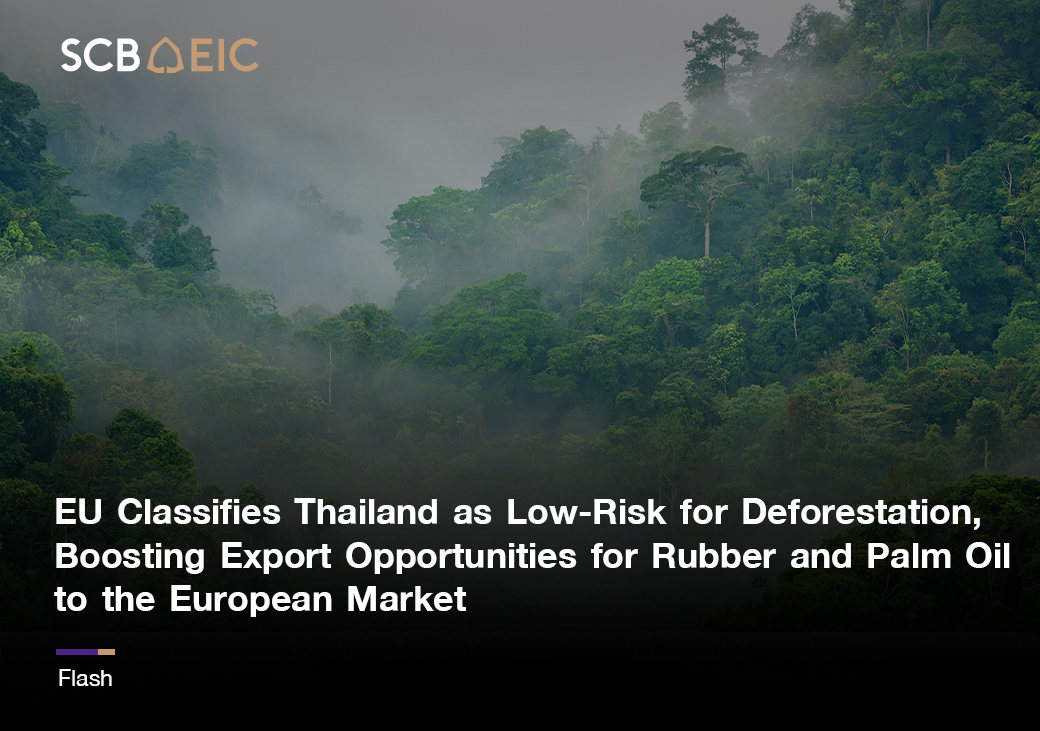 SCB EIC
EU Classifies Thailand as Low-Risk for Deforestation,
Boosting Export Opportunities for Rubber and Palm Oil
to the European Market
Flash